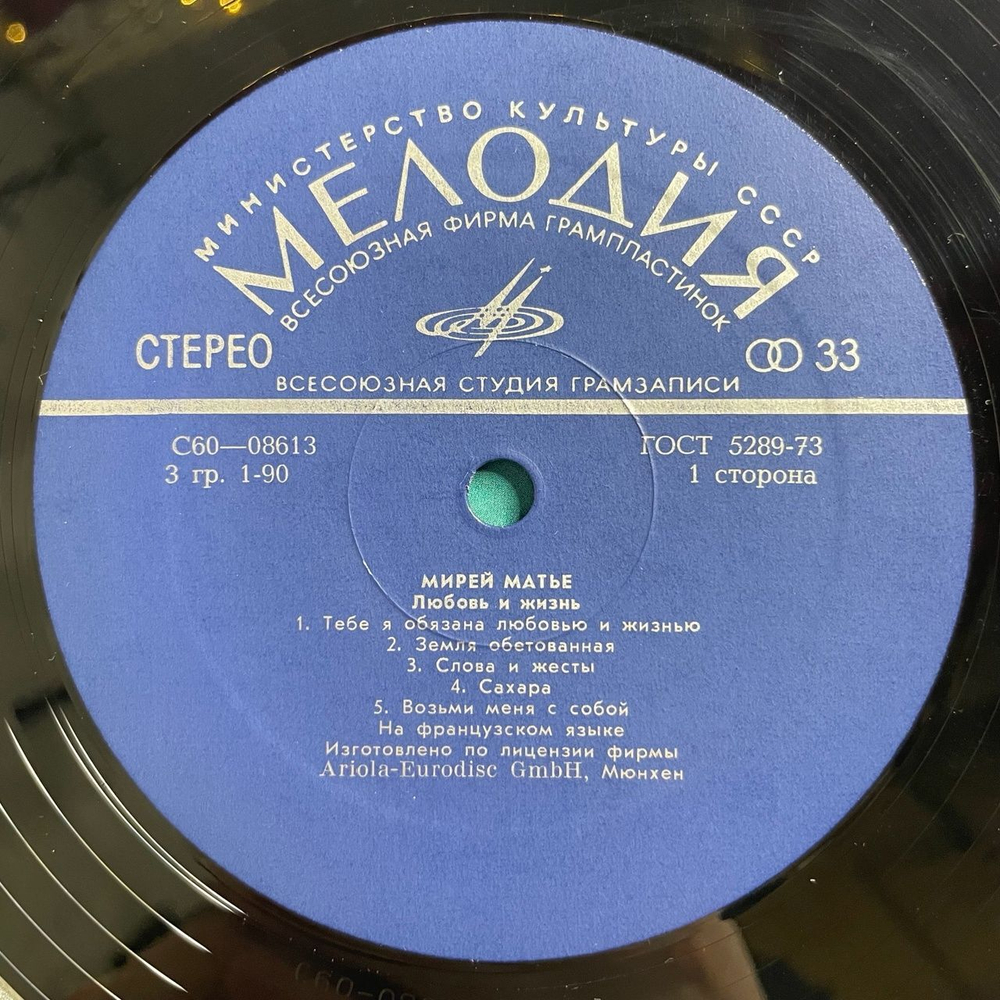 МИНИСТЕРСТВО КУЛЬТУРЫ СССР
МЕЛОДИЯ
ВСЕСОЮЗНАЯ ФИРМА ГРАМПЛАСТИНОК
СТЕРЕО
33
ВСЕСОЮЗНАЯ СТУДИЯ ГРАМЗАПИСИ
С60—08613
ГОСТ 5289-73
3 гр. 1-90
1 сторона
МИРЕЙ МАТЬЕ
Любовь и жизнь
1. Тебе я обязана любовью и жизнью
2. Земля обетованная
3. Слова и жесты
4. Сахара
5. Возьми меня с собой
На французском языке
Изготовлено по лицензии фирмы
Ariola-Eurodisc GmbH, Мюнхен